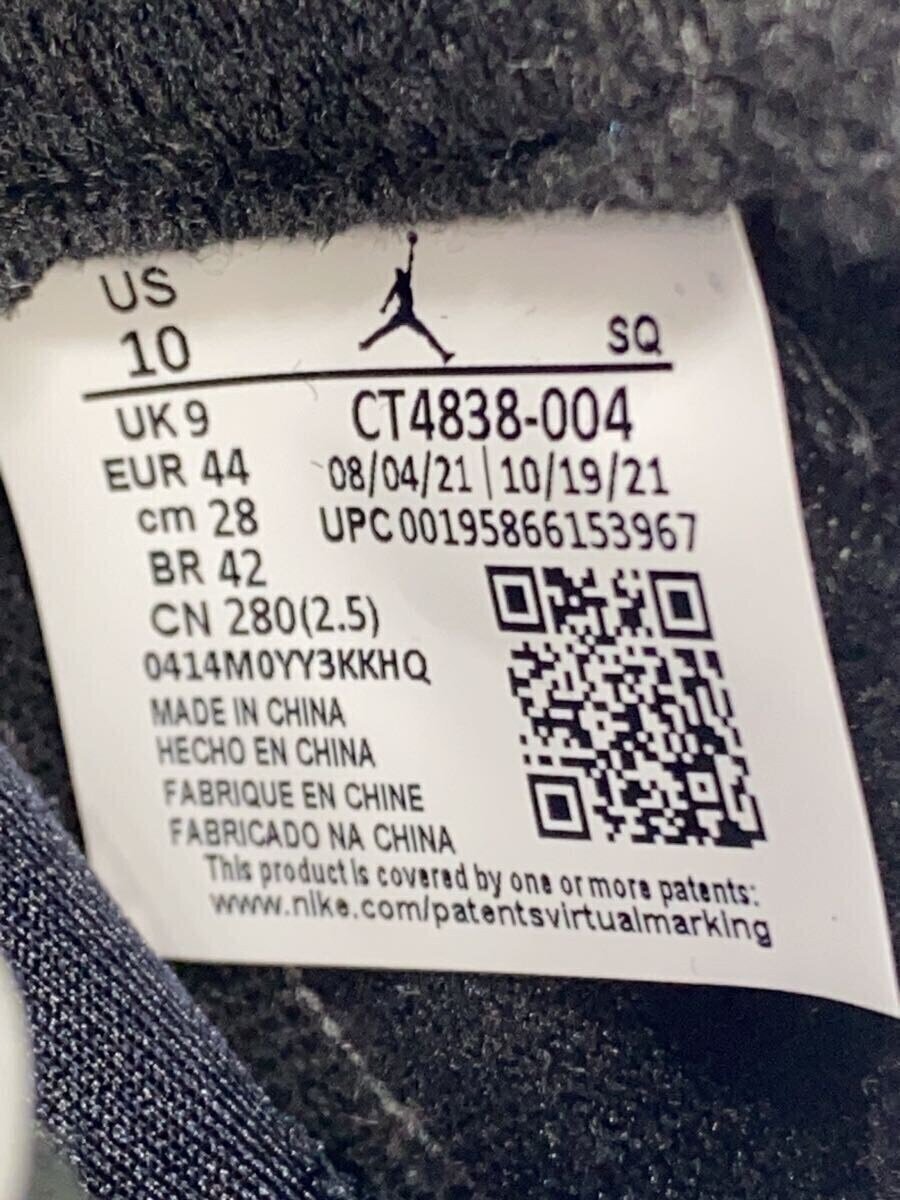 US
10
SQ
UK 9
CT4838-004
EUR 44
08/04/21 | 10/19/21
cm 28
UPC 00195866153967
BR 42
CN 280(2.5)
0414M0YY3KKHQ
MADE IN CHINA
HECHO EN CHINA
FABRIQUE EN CHINE
FABRICADO NA CHINA
This product is covered by one or more patents:
www.nike.com/patentsvirtualmarking